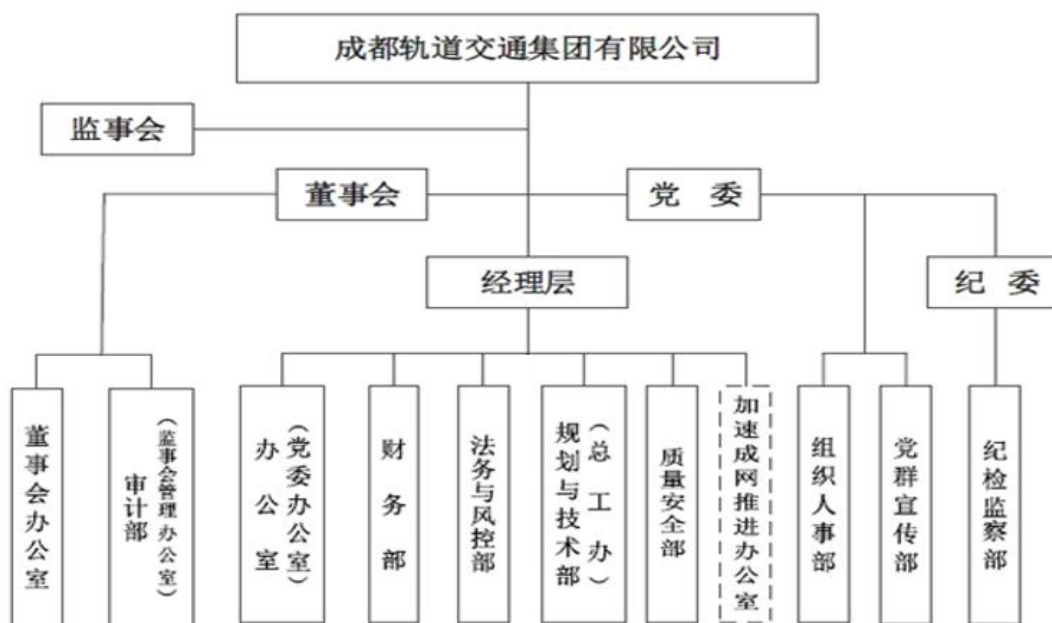 成都轨道交通集团有限公司
监事会
董事会
党 委
经理层
纪 委
董事会办公室
审计部
（监事会管理办公室）
办公室
（党委办公室）
财务部
法务与风控部
规划与技术部
（总工办）
质量安全部
加速成网推进办公室
组织人事部
党群宣传部
纪检监察部